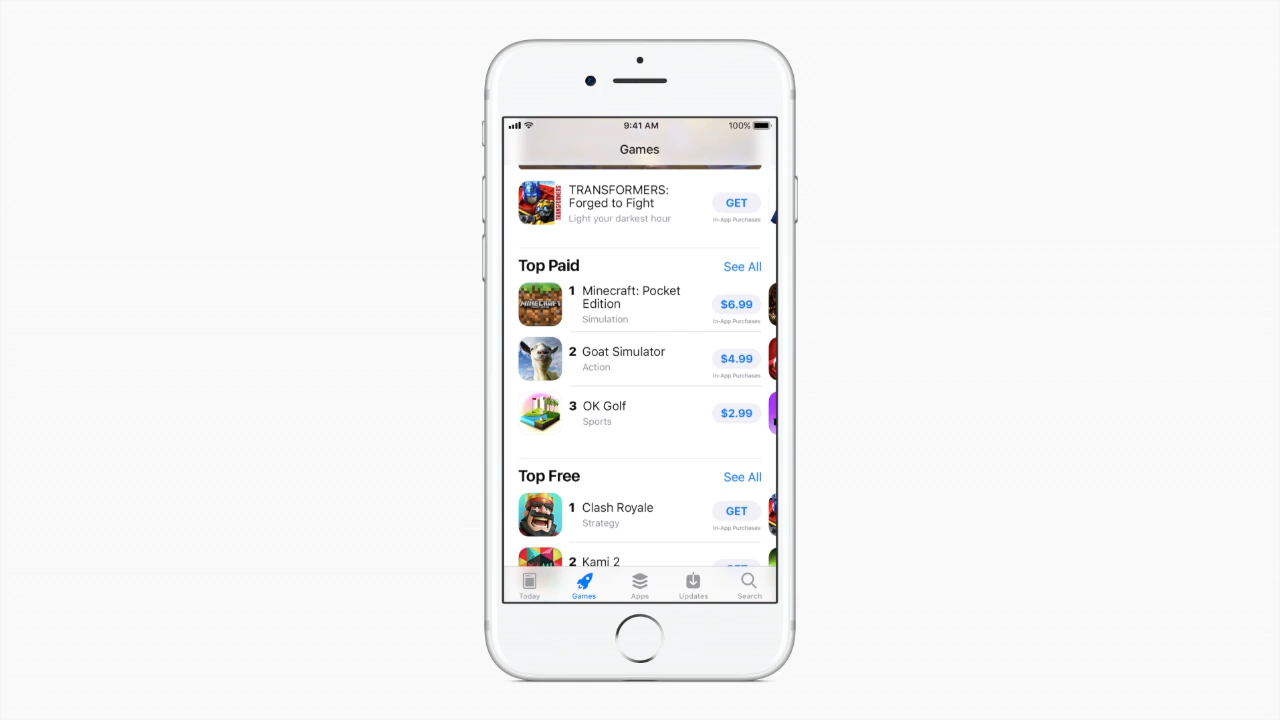 9:41 AM
100%
Games
TRANSFORMERS:
Forged to Fight
Light your darkest hour
GET
In-App Purchases
TRANSFORMERS
Top Paid
See All
1 Minecraft: Pocket
Edition
Simulation
$6.99
In-App Purchases
MINECRAFT
2 Goat Simulator
Action
$4.99
In-App Purchases
3 OK Golf
Sports
$2.99
Top Free
See All
1 Clash Royale
Strategy
GET
In-App Purchases
2 Kami 2
Today
Games
Apps
Updates
Search